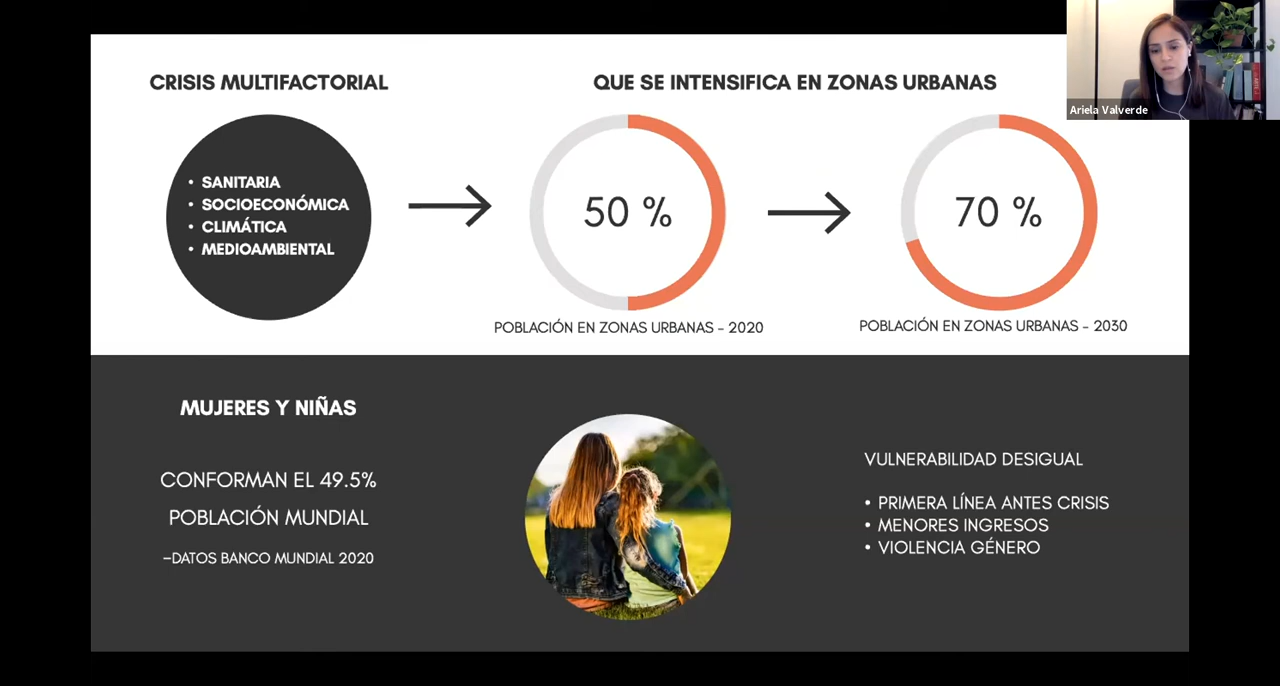 CRISIS MULTIFACTORIAL
QUE SE INTENSIFICA EN ZONAS URBANAS
Ariela Valverde
• SANITARIA
• SOCIOECONÓMICA
• CLIMÁTICA
• MEDIOAMBIENTAL
50 %
70 %
POBLACIÓN EN ZONAS URBANAS - 2020
POBLACIÓN EN ZONAS URBANAS - 2030
MUJERES Y NIÑAS
CONFORMAN EL 49.5%
POBLACIÓN MUNDIAL
–DATOS BANCO MUNDIAL 2020
VULNERABILIDAD DESIGUAL
• PRIMERA LÍNEA ANTES CRISIS
• MENORES INGRESOS
• VIOLENCIA GÉNERO